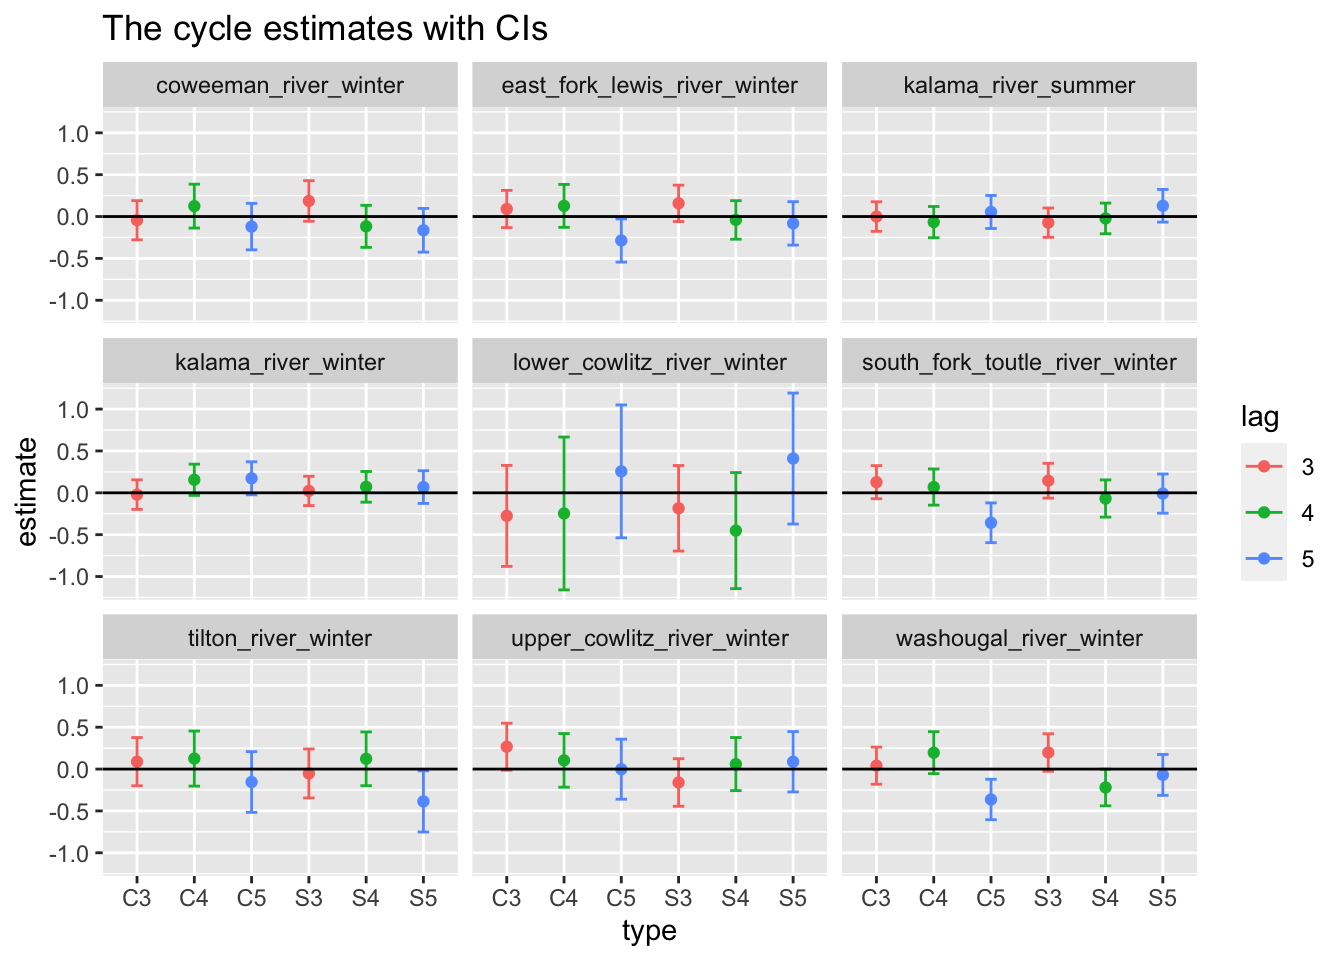 The cycle estimates with CIs
coweeman_river_winter
east_fork_lewis_river_winter
kalama_river_summer
1.0
0.5
0.0
-0.5
-1.0
kalama_river_winter
lower_cowlitz_river_winter
south_fork_toutle_river_winter
1.0
0.5
0.0
-0.5
-1.0
tilton_river_winter
upper_cowlitz_river_winter
washougal_river_winter
1.0
0.5
0.0
-0.5
-1.0
C3 C4 C5 S3 S4 S5
C3 C4 C5 S3 S4 S5
C3 C4 C5 S3 S4 S5
type
estimate
lag
3
4
5